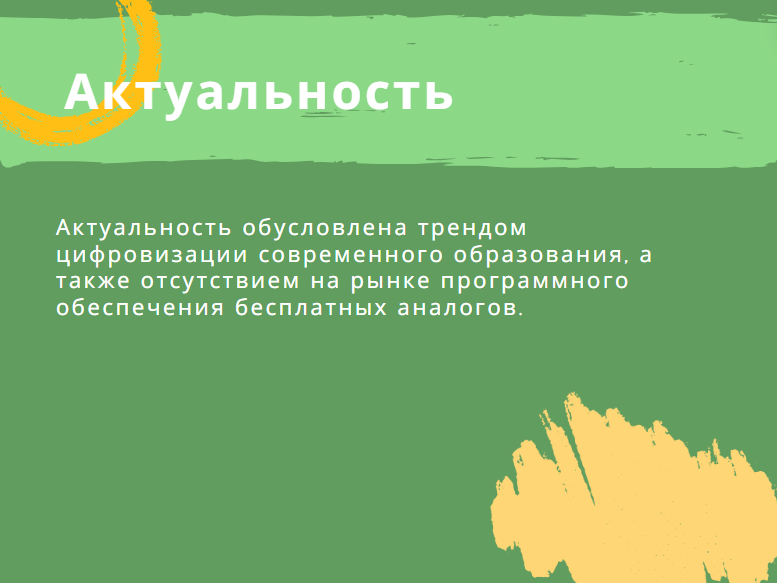 Актуальность
Актуальность обусловлена трендом
цифровизации современного образования, а
также отсутствием на рынке программного
обеспечения бесплатных аналогов.